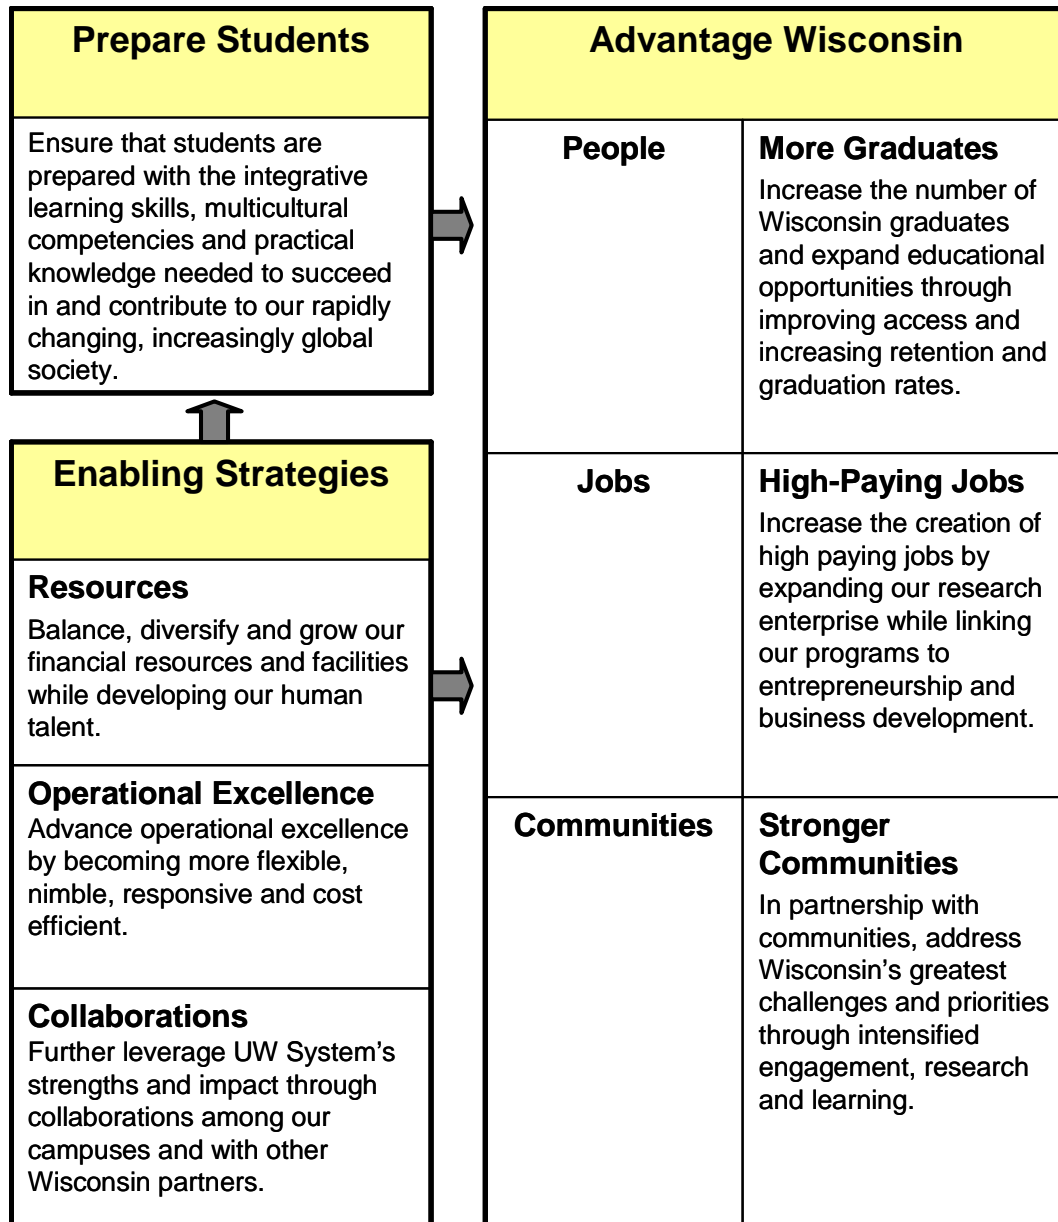 Prepare Students
Ensure that students are
prepared with the integrative
learning skills, multicultural
competencies and practical
knowledge needed to succeed
in and contribute to our rapidly
changing, increasingly global
society.
Enabling Strategies
Resources
Balance, diversify and grow our
financial resources and facilities
while developing our human
talent.
Operational Excellence
Advance operational excellence
by becoming more flexible,
nimble, responsive and cost
efficient.
Collaborations
Further leverage UW System’s
strengths and impact through
collaborations among our
campuses and with other
Wisconsin partners.
Advantage Wisconsin
People
More Graduates
Increase the number of
Wisconsin graduates
and expand educational
opportunities through
improving access and
increasing retention and
graduation rates.
Jobs
High-Paying Jobs
Increase the creation of
high paying jobs by
expanding our research
enterprise while linking
our programs to
entrepreneurship and
business development.
Communities
Stronger
Communities
In partnership with
communities, address
Wisconsin’s greatest
challenges and priorities
through intensified
engagement, research
and learning.